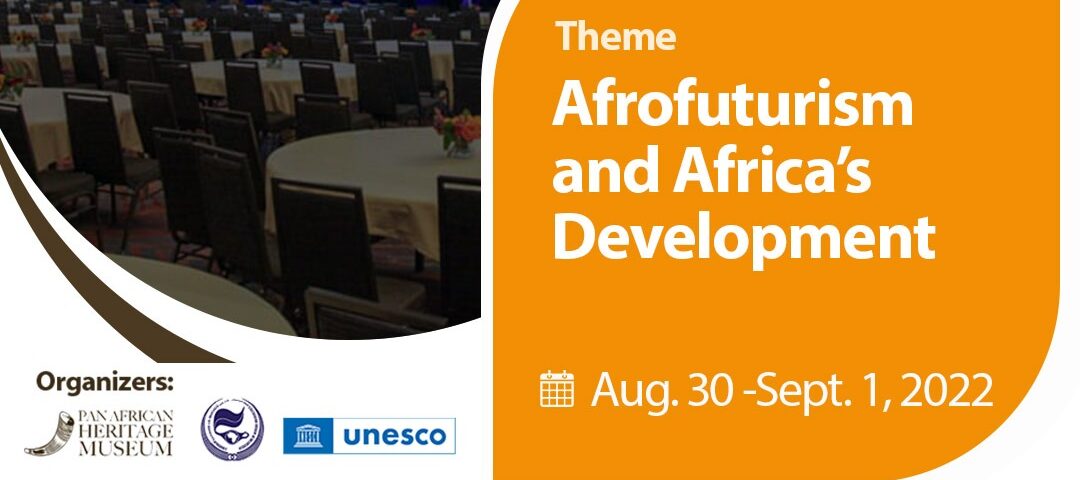 Theme
Afrofuturism
and Africa's
Development
Aug. 30 -Sept. 1, 2022
Organizers:
PAN AFRICAN
HERITAGE
MUSEUM
unesco